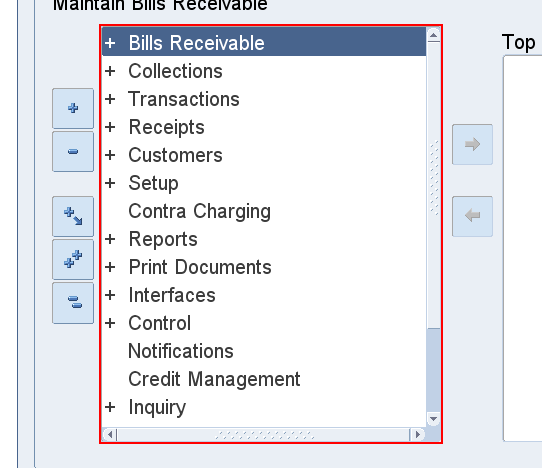 Maintain Bills Receivable
Top
+ Bills Receivable
+ Collections
+ Transactions
+ Receipts
+ Customers
+ Setup
Contra Charging
+ Reports
+ Print Documents
+ Interfaces
+ Control
Notifications
Credit Management
+ Inquiry